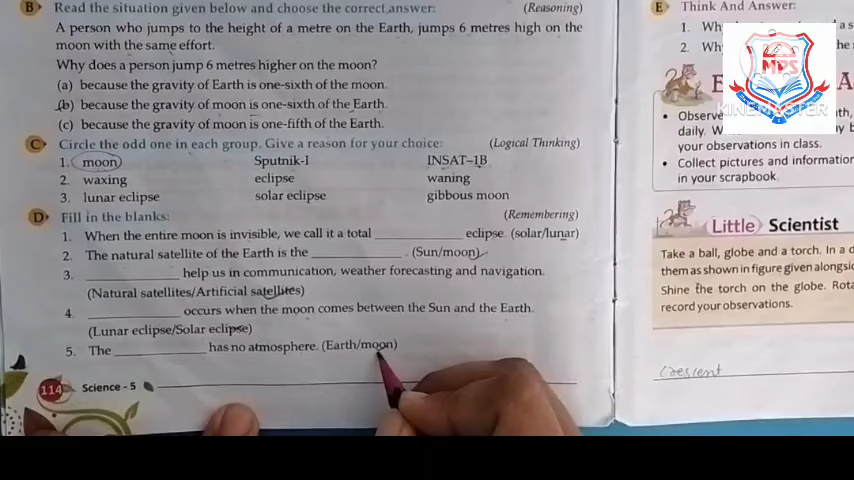 B Read the situation given below and choose the correct answer: (Reasoning)
A person who jumps to the height of a metre on the Earth, jumps 6 metres high on the
moon with the same effort.
Why does a person jump 6 metres higher on the moon?
(a) because the gravity of Earth is one-sixth of the moon.
(b) because the gravity of moon is one-sixth of the Earth.
(c) because the gravity of moon is one-fifth of the Earth.
C Circle the odd one in each group. Give a reason for your choice: (Logical Thinking)
1. moon Sputnik-I INSAT–1B
2. waxing eclipse waning
3. lunar eclipse solar eclipse gibbous moon
D Fill in the blanks: (Remembering)
1. When the entire moon is invisible, we call it a total ____________ eclipse. (solar/lunar)
2. The natural satellite of the Earth is the ____________ . (Sun/moon)
3. ____________ help us in communication, weather forecasting and navigation.
(Natural satellites/Artificial satellites)
4. ____________ occurs when the moon comes between the Sun and the Earth.
(Lunar eclipse/Solar eclipse)
5. The ____________ has no atmosphere. (Earth/moon)
114 Science - 5
E Think And Answer:
1. Why
2. Why
MPS
KINEMASTER
• Observe
daily.
your observations in class.
• Collect pictures and information
in your scrapbook.
Little Scientist
Take a ball, globe and a torch. In a
them as shown in figure given alongsi
Shine the torch on the globe. Rota
record your observations.
Crescent